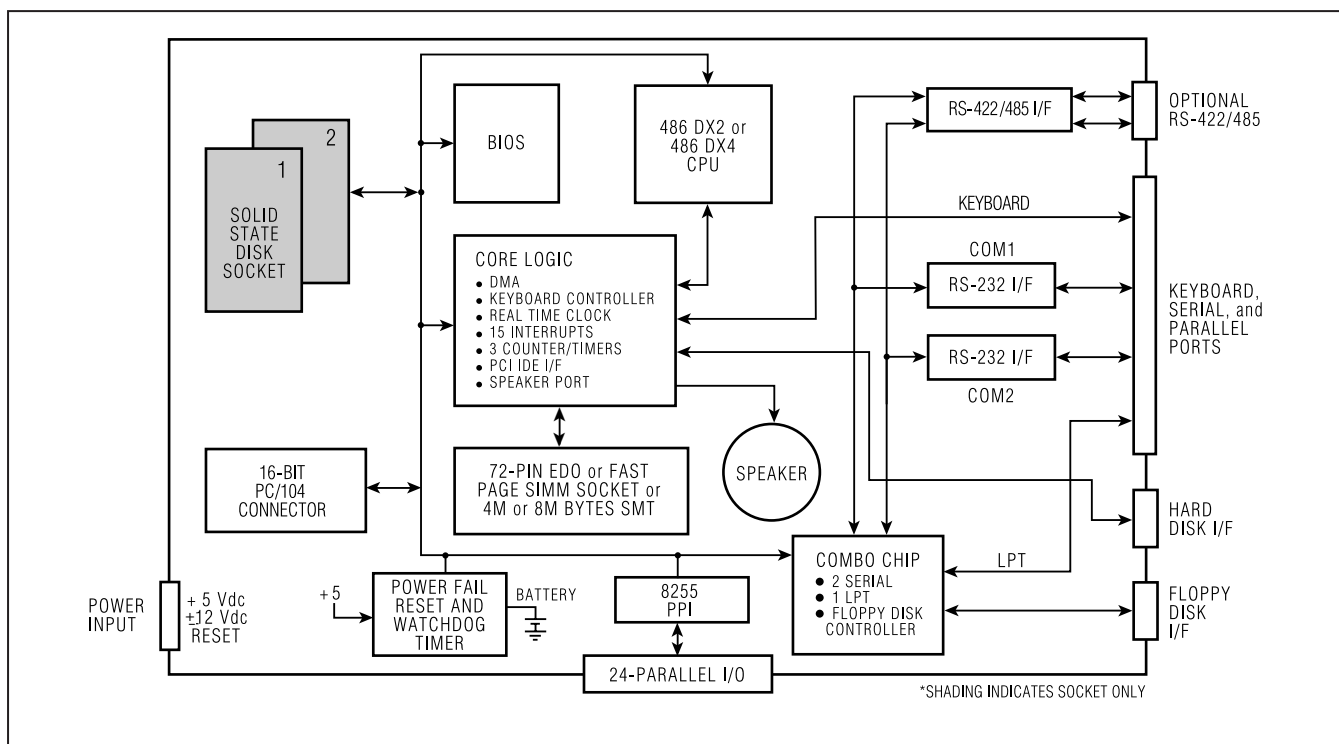 2
1
SOLID
STATE
DISK
SOCKET
BIOS
486 DX2 or
486 DX4
CPU
RS-422/485 I/F
OPTIONAL
RS-422/485
KEYBOARD
COM1
RS-232 I/F
RS-232 I/F
COM2
KEYBOARD,
SERIAL, and
PARALLEL
PORTS
CORE LOGIC
● DMA
● KEYBOARD CONTROLLER
● REAL TIME CLOCK
● 15 INTERRUPTS
● 3 COUNTER/TIMERS
● PCI IDE I/F
● SPEAKER PORT
16-BIT
PC/104
CONNECTOR
72-PIN EDO or FAST
PAGE SIMM SOCKET or
4M or 8M BYTES SMT
SPEAKER
HARD
DISK I/F
COMBO CHIP
● 2 SERIAL
● 1 LPT
● FLOPPY DISK
CONTROLLER
LPT
FLOPPY
DISK
I/F
POWER
INPUT
+ 5 Vdc
±12 Vdc
RESET
+5
POWER FAIL
RESET AND
WATCHDOG
TIMER
BATTERY
8255
PPI
24-PARALLEL I/O
*SHADING INDICATES SOCKET ONLY